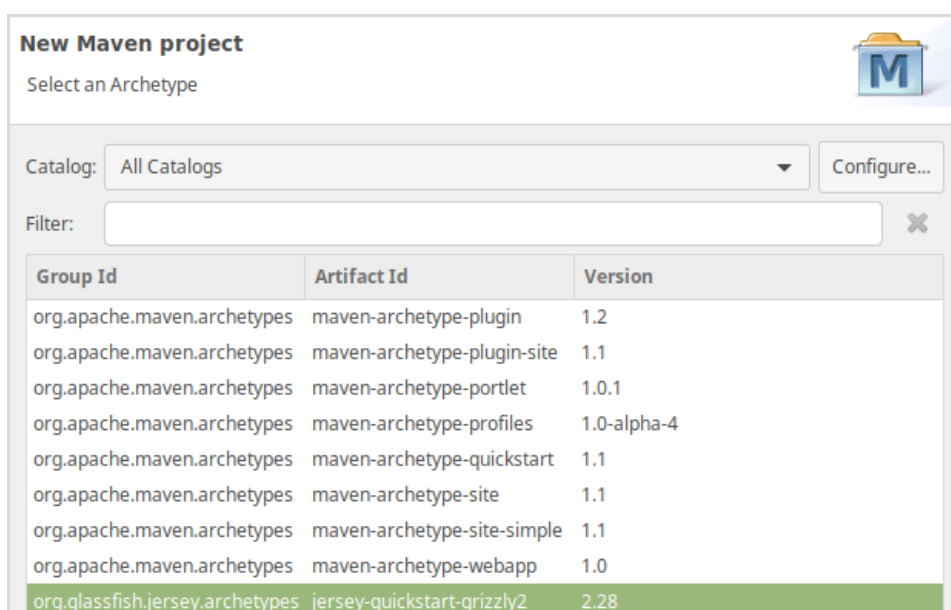 New Maven project
Select an Archetype
M
Catalog: All Catalogs Configure...
Filter:
Group Id Artifact Id Version
org.apache.maven.archetypes maven-archetype-plugin 1.2
org.apache.maven.archetypes maven-archetype-plugin-site 1.1
org.apache.maven.archetypes maven-archetype-portlet 1.0.1
org.apache.maven.archetypes maven-archetype-profiles 1.0-alpha-4
org.apache.maven.archetypes maven-archetype-quickstart 1.1
org.apache.maven.archetypes maven-archetype-site 1.1
org.apache.maven.archetypes maven-archetype-site-simple 1.1
org.apache.maven.archetypes maven-archetype-webapp 1.0
org.glassfish.jersey.archetypes jersey-quickstart-grizzly2 2.28